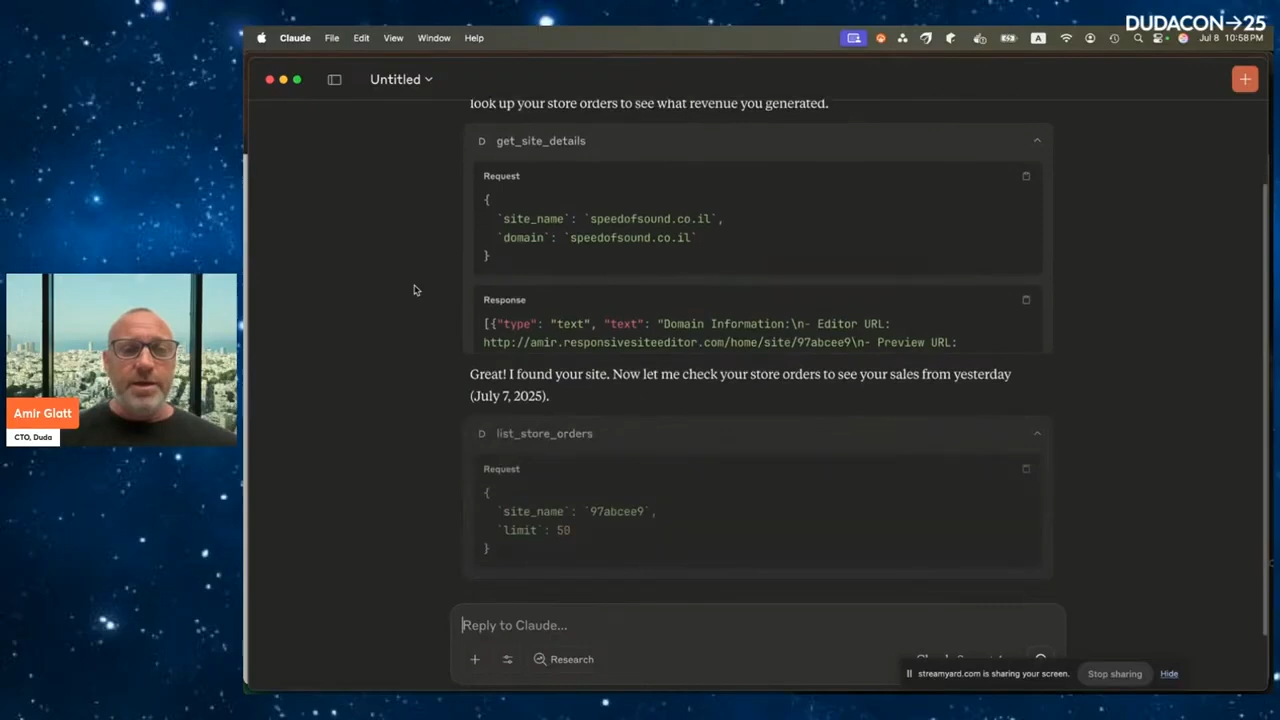 DUDACON→25
Claude File Edit View Window Help
A
Jul 8 10:58 PM
Untitled
look up your store orders to see what revenue you generated.
D get_site_details
Request
{
`site_name`: `speedofsound.co.il`,
`domain`: `speedofsound.co.il`
}
Response
[{"type": "text", "text": "Domain Information:\n- Editor URL:
http://amir.responsivesiteeditor.com/home/site/97abcee9\n- Preview URL:
Great! I found your site. Now let me check your store orders to see your sales from yesterday
(July 7, 2025).
D list_store_orders
Request
{
`site_name`: `97abcee9`,
`limit`: 50
}
Reply to Claude...
Research
streamyard.com is sharing your screen.
Stop sharing
Hide
Amir Glatt
CTO, Duda